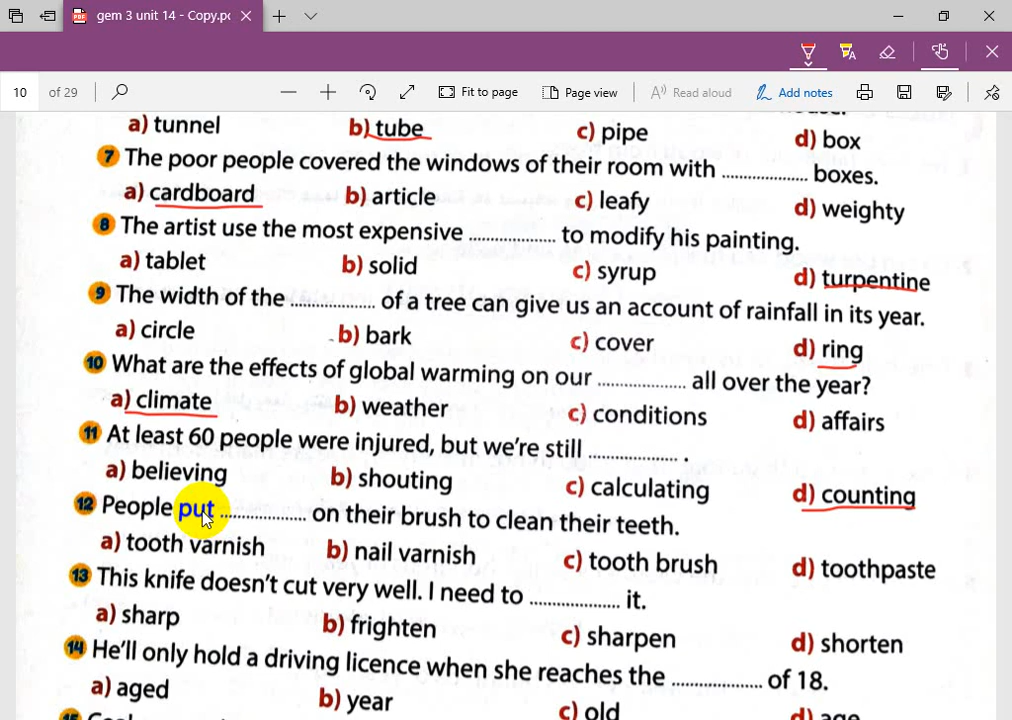 gem 3 unit 14 - Copy.pc
10 of 29 Fit to page Page view Read aloud Add notes
a) tunnel b) tube c) pipe d) box
7 The poor people covered the windows of their room with .................. boxes.
a) cardboard b) article c) leafy d) weighty
8 The artist use the most expensive .................. to modify his painting.
a) tablet b) solid c) syrup d) turpentine
9 The width of the .................. of a tree can give us an account of rainfall in its year.
a) circle b) bark c) cover d) ring
10 What are the effects of global warming on our .................. all over the year?
a) climate b) weather c) conditions d) affairs
11 At least 60 people were injured, but we're still .................. .
a) believing b) shouting c) calculating d) counting
12 People put .................. on their brush to clean their teeth.
a) tooth varnish b) nail varnish c) tooth brush d) toothpaste
13 This knife doesn't cut very well. I need to .................. it.
a) sharp b) frighten c) sharpen d) shorten
14 He'll only hold a driving licence when she reaches the .................. of 18.
a) aged b) year c) old d) age